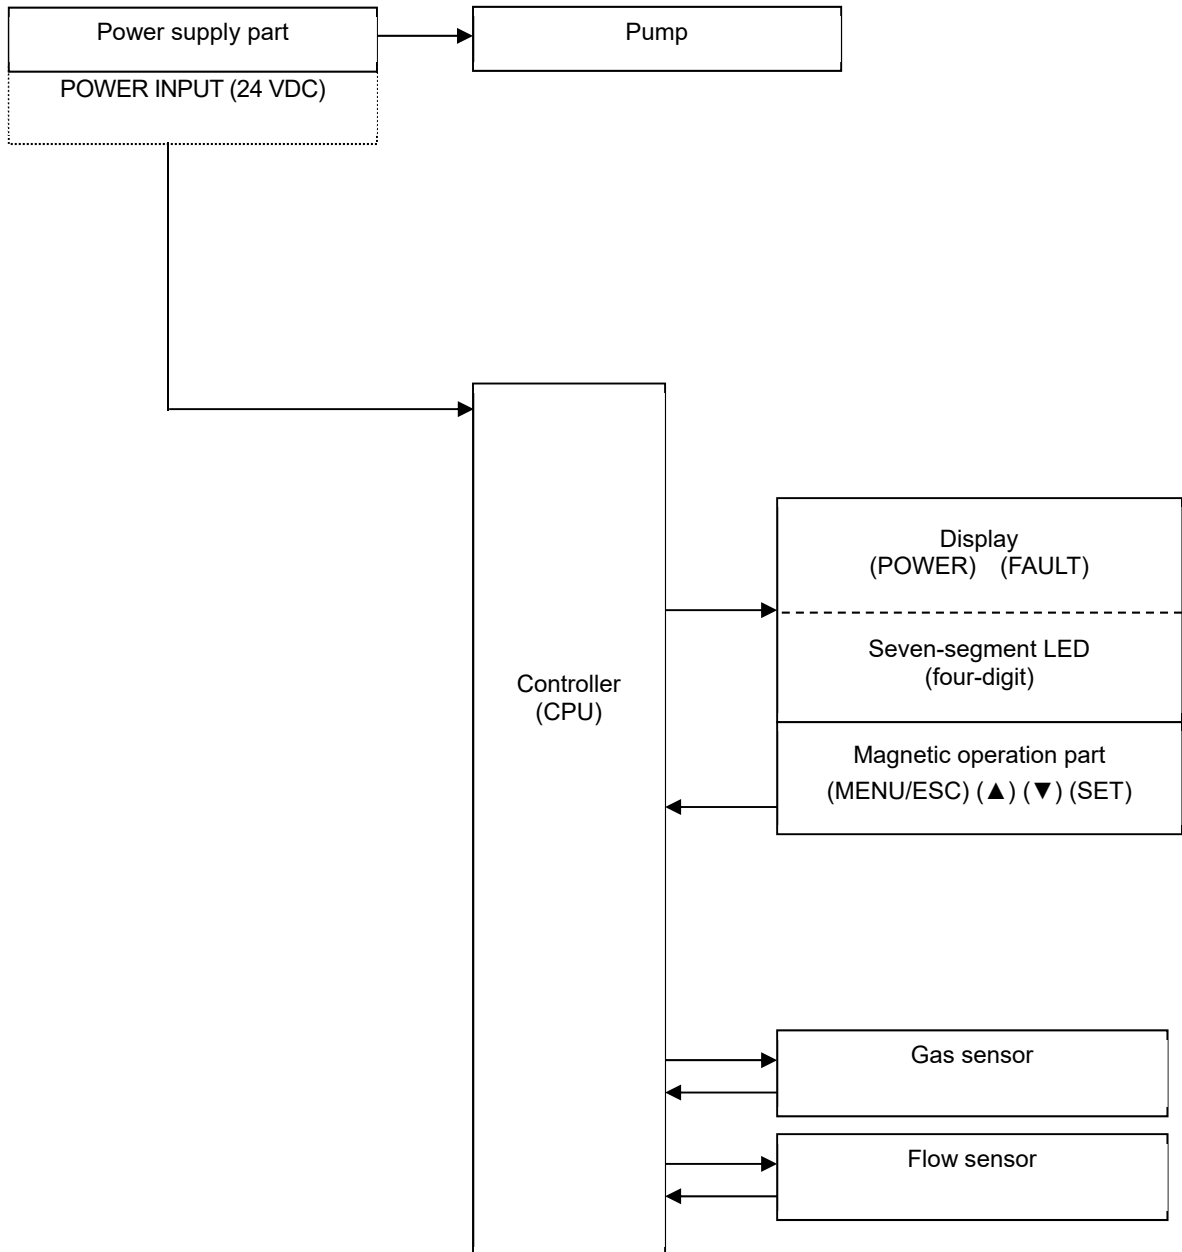 Power supply part
Pump
POWER INPUT (24 VDC)
Display
(POWER) (FAULT)
Seven-segment LED
(four-digit)
Controller
(CPU)
Magnetic operation part
(MENU/ESC) (▲) (▼) (SET)
Gas sensor
Flow sensor